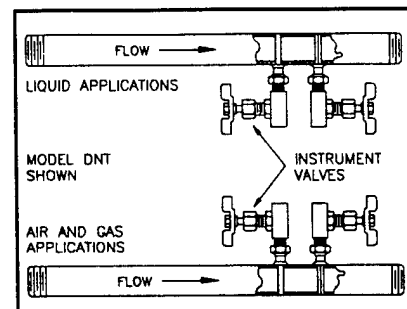 FLOW
LIQUID APPLICATIONS
MODEL DNT
SHOWN
INSTRUMENT
VALVES
AIR AND GAS
APPLICATIONS
FLOW